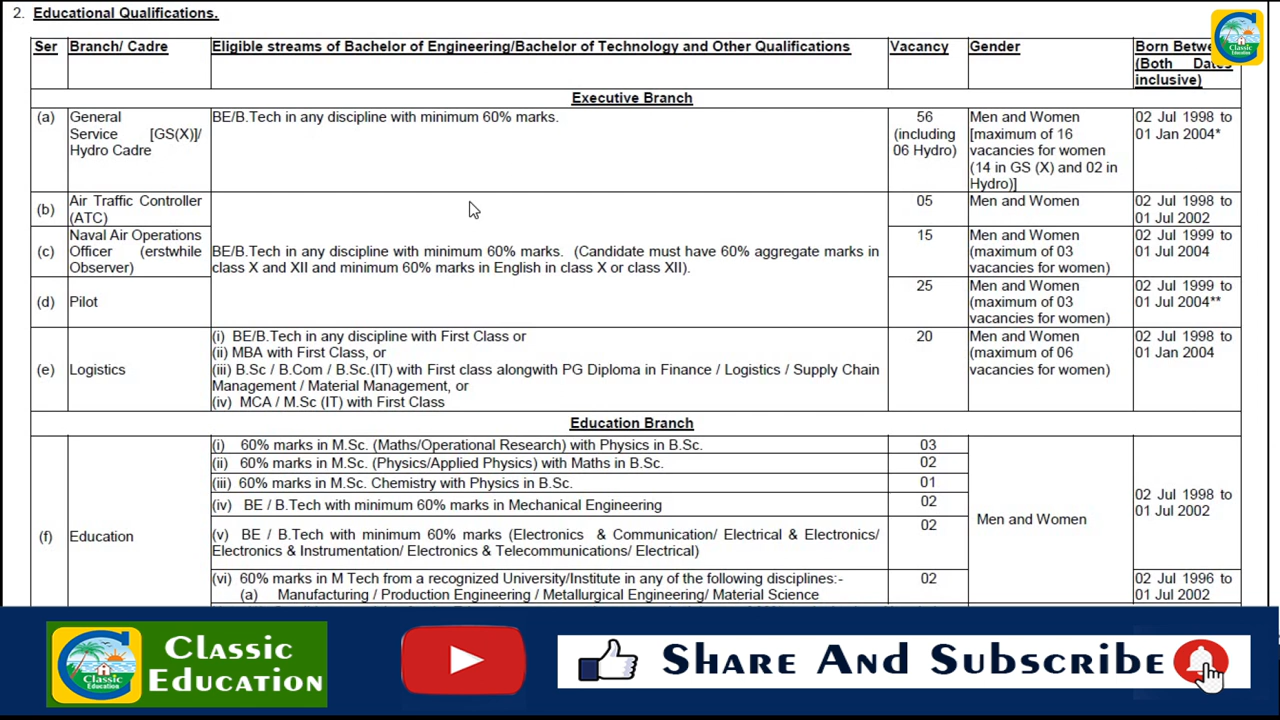 2. Educational Qualifications.
Classic
Education
Ser Branch/ Cadre Eligible streams of Bachelor of Engineering/Bachelor of Technology and Other Qualifications Vacancy Gender Born
(Both
inclusive)
Executive Branch
(a) General Service [GS(X)]/ Hydro Cadre
BE/B.Tech in any discipline with minimum 60% marks.
56
(including
06 Hydro)
Men and Women
[maximum of 16
vacancies for women
(14 in GS (X) and 02 in
Hydro)]
02 Jul 1998 to
01 Jan 2004*
(b) Air Traffic Controller
(ATC)
05
Men and Women
02 Jul 1998 to
01 Jul 2002
(c) Naval Air Operations
Officer (erstwhile
Observer)
BE/B.Tech in any discipline with minimum 60% marks. (Candidate must have 60% aggregate marks in
class X and XII and minimum 60% marks in English in class X or class XII).
15
Men and Women
(maximum of 03
vacancies for women)
02 Jul 1999 to
01 Jul 2004
(d) Pilot
25
Men and Women
(maximum of 03
vacancies for women)
02 Jul 1999 to
01 Jul 2004**
(e) Logistics
(i) BE/B.Tech in any discipline with First Class or
(ii) MBA with First Class, or
(iii) B.Sc / B.Com / B.Sc.(IT) with First class alongwith PG Diploma in Finance / Logistics / Supply Chain
Management / Material Management, or
(iv) MCA / M.Sc (IT) with First Class
20
Men and Women
(maximum of 06
vacancies for women)
02 Jul 1998 to
01 Jan 2004
Education Branch
(f) Education
(i) 60% marks in M.Sc. (Maths/Operational Research) with Physics in B.Sc. 03
(ii) 60% marks in M.Sc. (Physics/Applied Physics) with Maths in B.Sc. 02
(iii) 60% marks in M.Sc. Chemistry with Physics in B.Sc. 01
(iv) BE / B.Tech with minimum 60% marks in Mechanical Engineering 02
(v) BE / B.Tech with minimum 60% marks (Electronics & Communication/ Electrical & Electronics/
Electronics & Instrumentation/ Electronics & Telecommunications/ Electrical)
02
Men and Women
02 Jul 1998 to
01 Jul 2002
(vi) 60% marks in M Tech from a recognized University/Institute in any of the following disciplines:-
(a) Manufacturing / Production Engineering / Metallurgical Engineering/ Material Science
02
02 Jul 1996 to
01 Jul 2002
Classic
Education
Classic
Education
Share And Subscribe